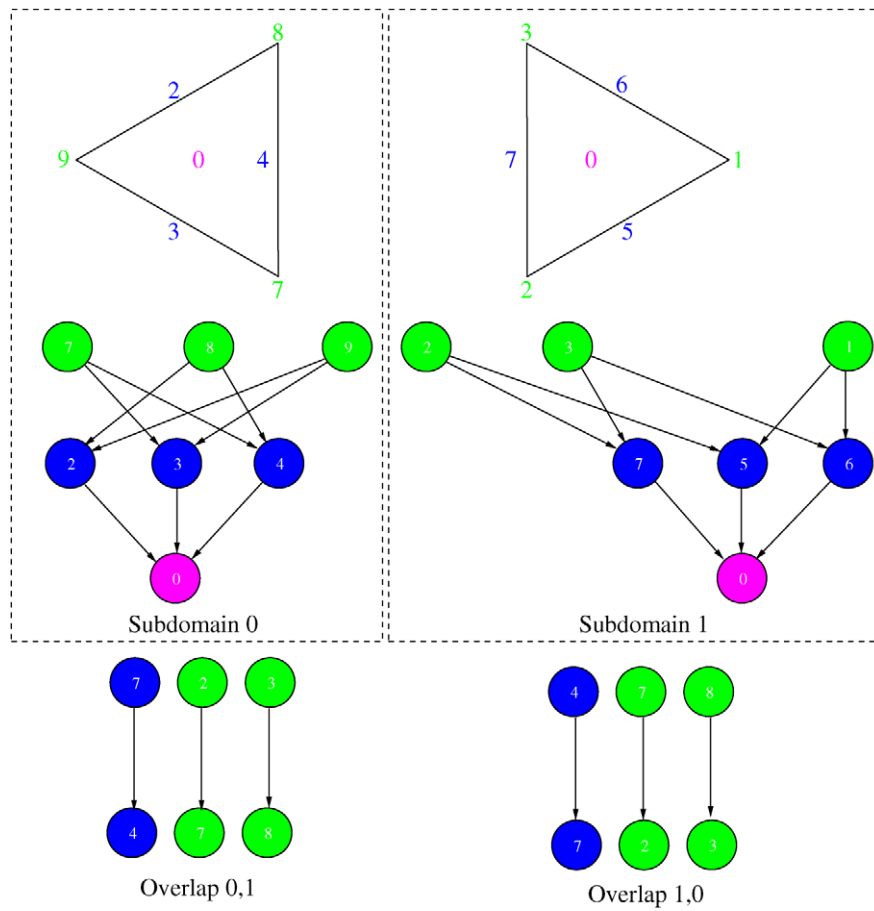 8
2
9 0 4
3
7
7 8 9
2 3 4
0
Subdomain 0
3
6
7 0 1
5
2
2 3 1
7 5 6
0
Subdomain 1
7 2 3
4 7 8
Overlap 0,1
4 7 8
7 2 3
Overlap 1,0